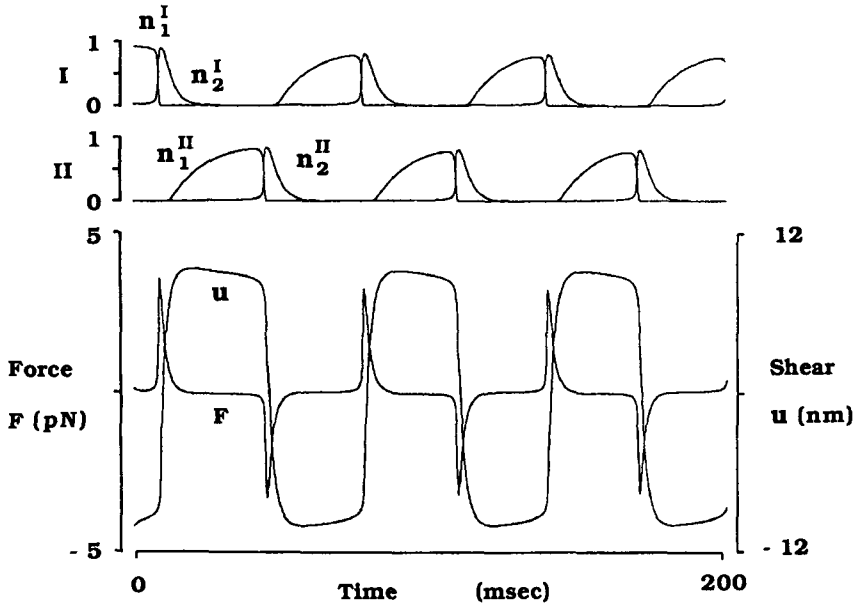 n₁ᴵ
1
I
n₂ᴵ
0
1
n₁ᴵᴵ
n₂ᴵᴵ
II
0
5
12
u
Force
Shear
F (pN)
F
u (nm)
- 5
- 12
0
Time (msec)
200